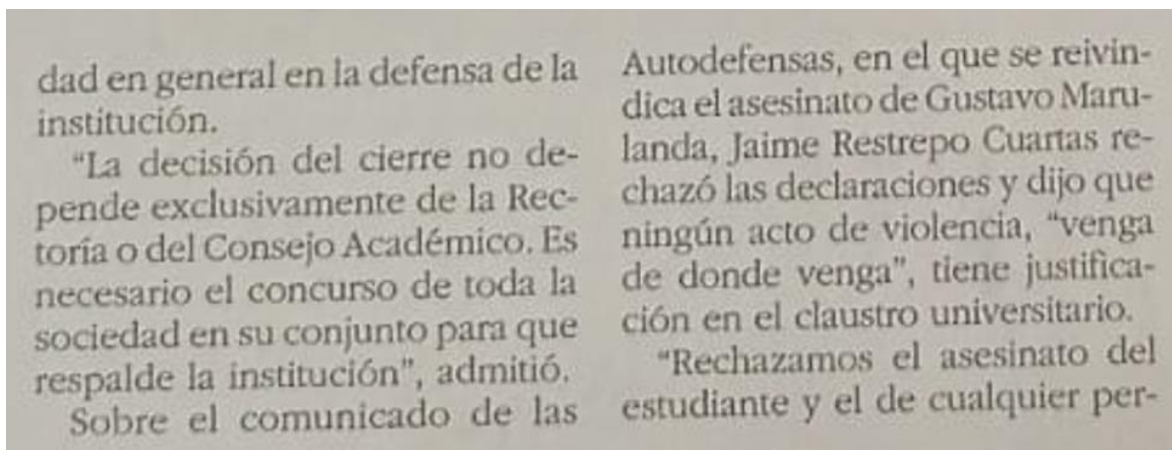 dad en general en la defensa de la
institución.
“La decisión del cierre no de-
pende exclusivamente de la Rec-
toría o del Consejo Académico. Es
necesario el concurso de toda la
sociedad en su conjunto para que
respalde la institución”, admitió.
Sobre el comunicado de las
Autodefensas, en el que se reivin-
dica el asesinato de Gustavo Maru-
landa, Jaime Restrepo Cuartas re-
chazó las declaraciones y dijo que
ningún acto de violencia, “venga
de donde venga”, tiene justifica-
ción en el claustro universitario.
“Rechazamos el asesinato del
estudiante y el de cualquier per-